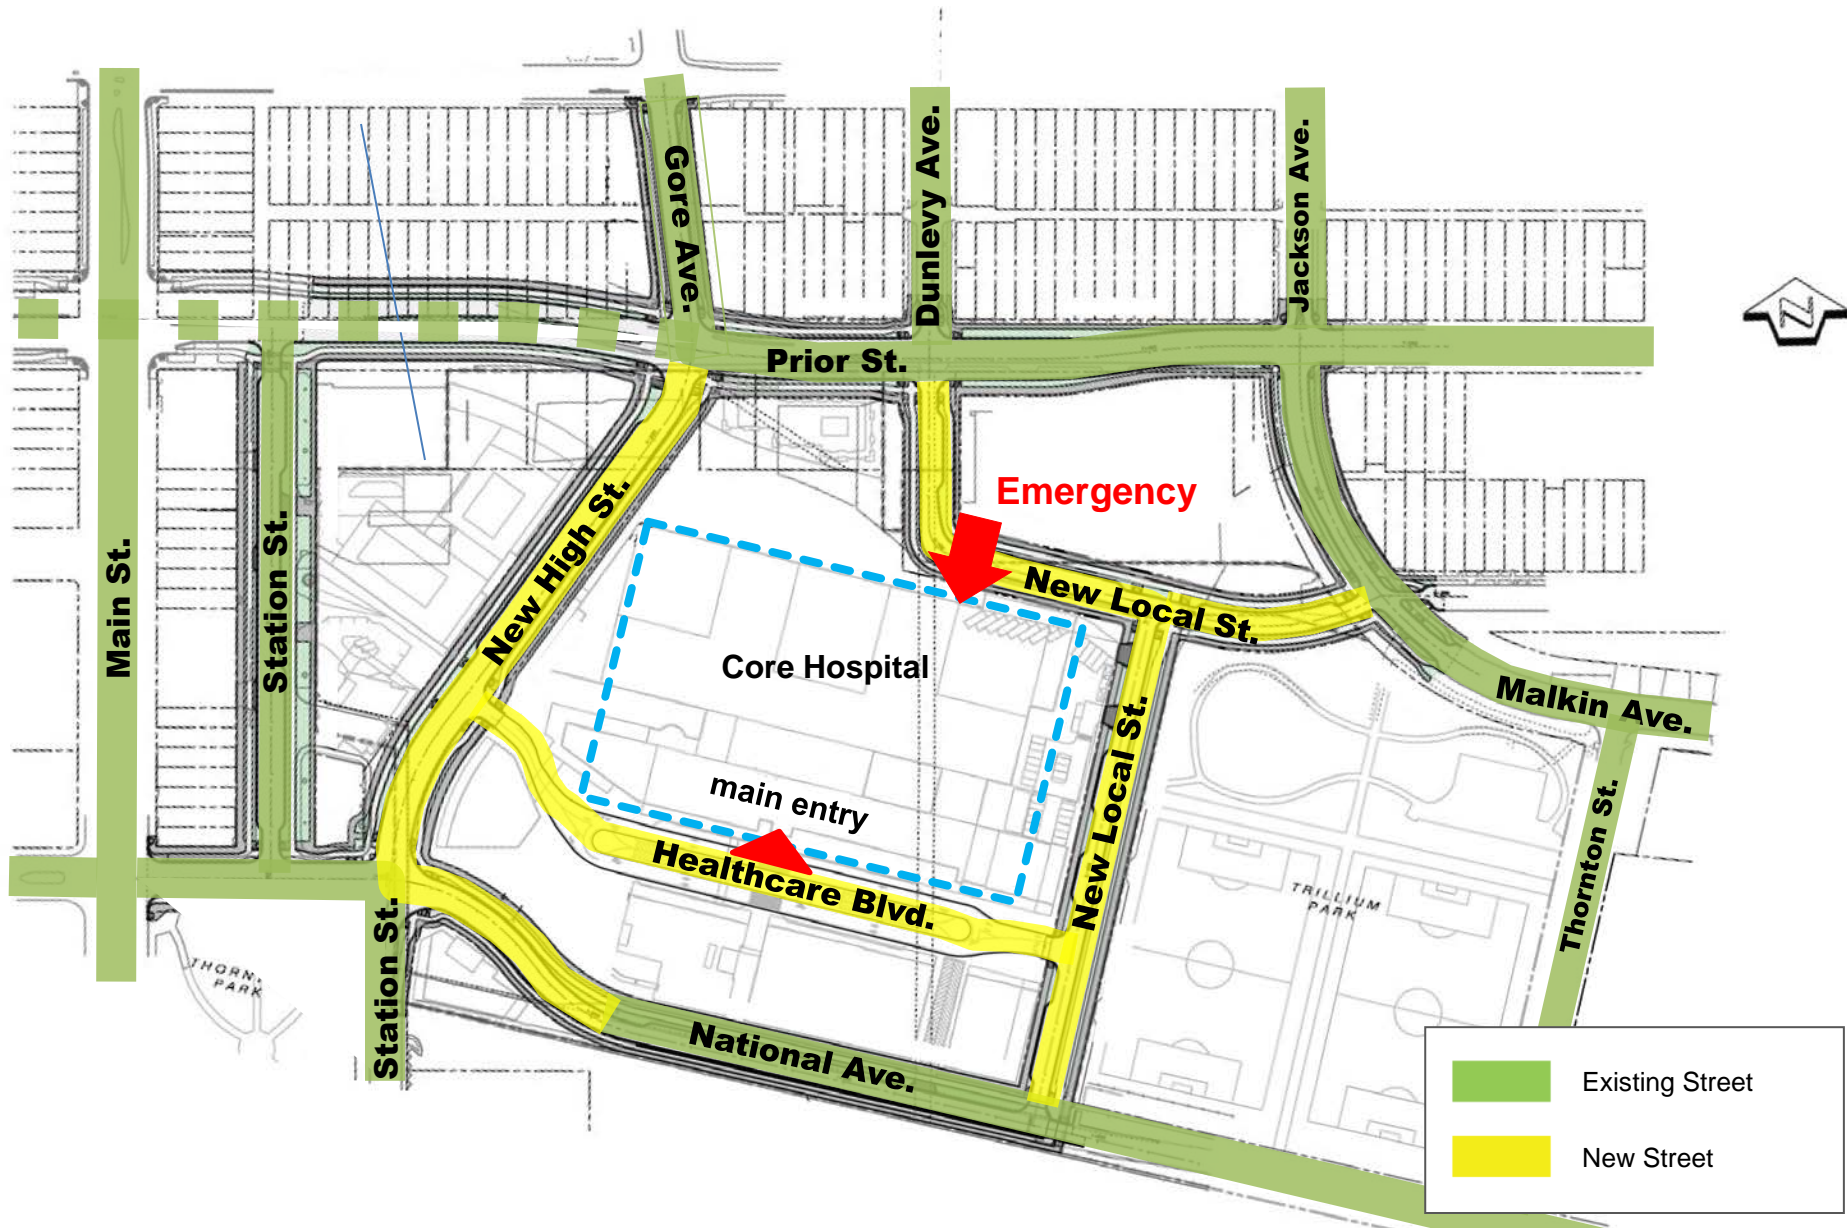 Gore Ave.
Dunlevy Ave.
Jackson Ave.
Prior St.
N
Emergency
New High St.
Main St.
Station St.
New Local St.
Core Hospital
Malkin Ave.
main entry
New Local St.
Healthcare Blvd.
Thornton St.
TRILLIUM
PARK
THORN.
PARK
Station St.
National Ave.
Existing Street
New Street